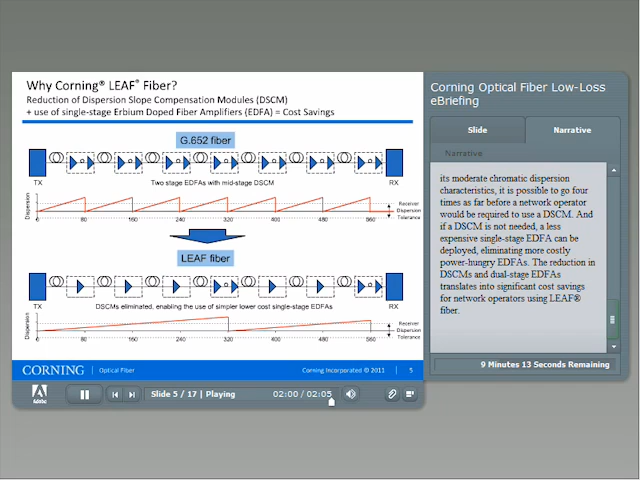 Why Corning® LEAF® Fiber?
Reduction of Dispersion Slope Compensation Modules (DSCM)
+ use of single-stage Erbium Doped Fiber Amplifiers (EDFA) = Cost Savings
G.652 fiber
TX
RX
Two stage EDFAs with mid-stage DSCM
Dispersion
Receiver
Dispersion
Tolerance
0 80 160 240 320 400 480 560
LEAF fiber
TX
RX
DSCMs eliminated, enabling the use of simpler lower cost single-stage EDFAs
Dispersion
Receiver
Dispersion
Tolerance
0 80 160 240 320 400 480 560
CORNING | Optical Fiber Corning Incorporated © 2011 | 5
Adobe
Slide 5 / 17 | Playing 02:00 / 02:05
Corning Optical Fiber Low-Loss
eBriefing
Slide Narrative
Narrative
its moderate chromatic dispersion
characteristics, it is possible to go four
times as far before a network operator
would be required to use a DSCM. And
if a DSCM is not needed, a less
expensive single-stage EDFA can be
deployed, eliminating more costly
power-hungry EDFAs. The reduction in
DSCMs and dual-stage EDFAs
translates into significant cost savings
for network operators using LEAF®
fiber.
9 Minutes 13 Seconds Remaining